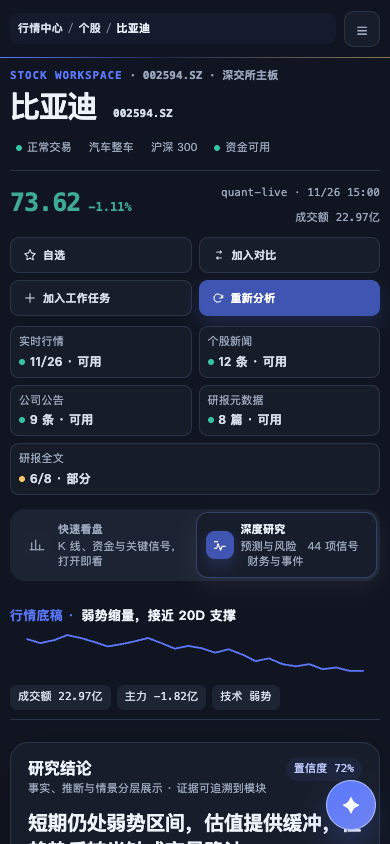 行情中心 / 个股 / 比亚迪
STOCK WORKSPACE · 002594.SZ · 深交所主板
比亚迪 002594.SZ
正常交易 汽车整车 沪深 300 资金可用
73.62 -1.11%
quant-live · 11/26 15:00
成交额 22.97亿
自选
加入对比
加入工作任务
重新分析
实时行情
11/26 · 可用
个股新闻
12 条 · 可用
公司公告
9 条 · 可用
研报元数据
8 篇 · 可用
研报全文
6/8 · 部分
快速看盘
K 线、资金与关键信号，
打开即看
深度研究
预测与风险 44 项信号
财务与事件
行情底稿 · 弱势缩量，接近 20D 支撑
成交额 22.97亿 主力 -1.82亿 技术 弱势
研究结论
置信度 72%
事实、推断与情景分层展示 · 证据可追溯到模块
短期仍处弱势区间，估值提供缓冲，